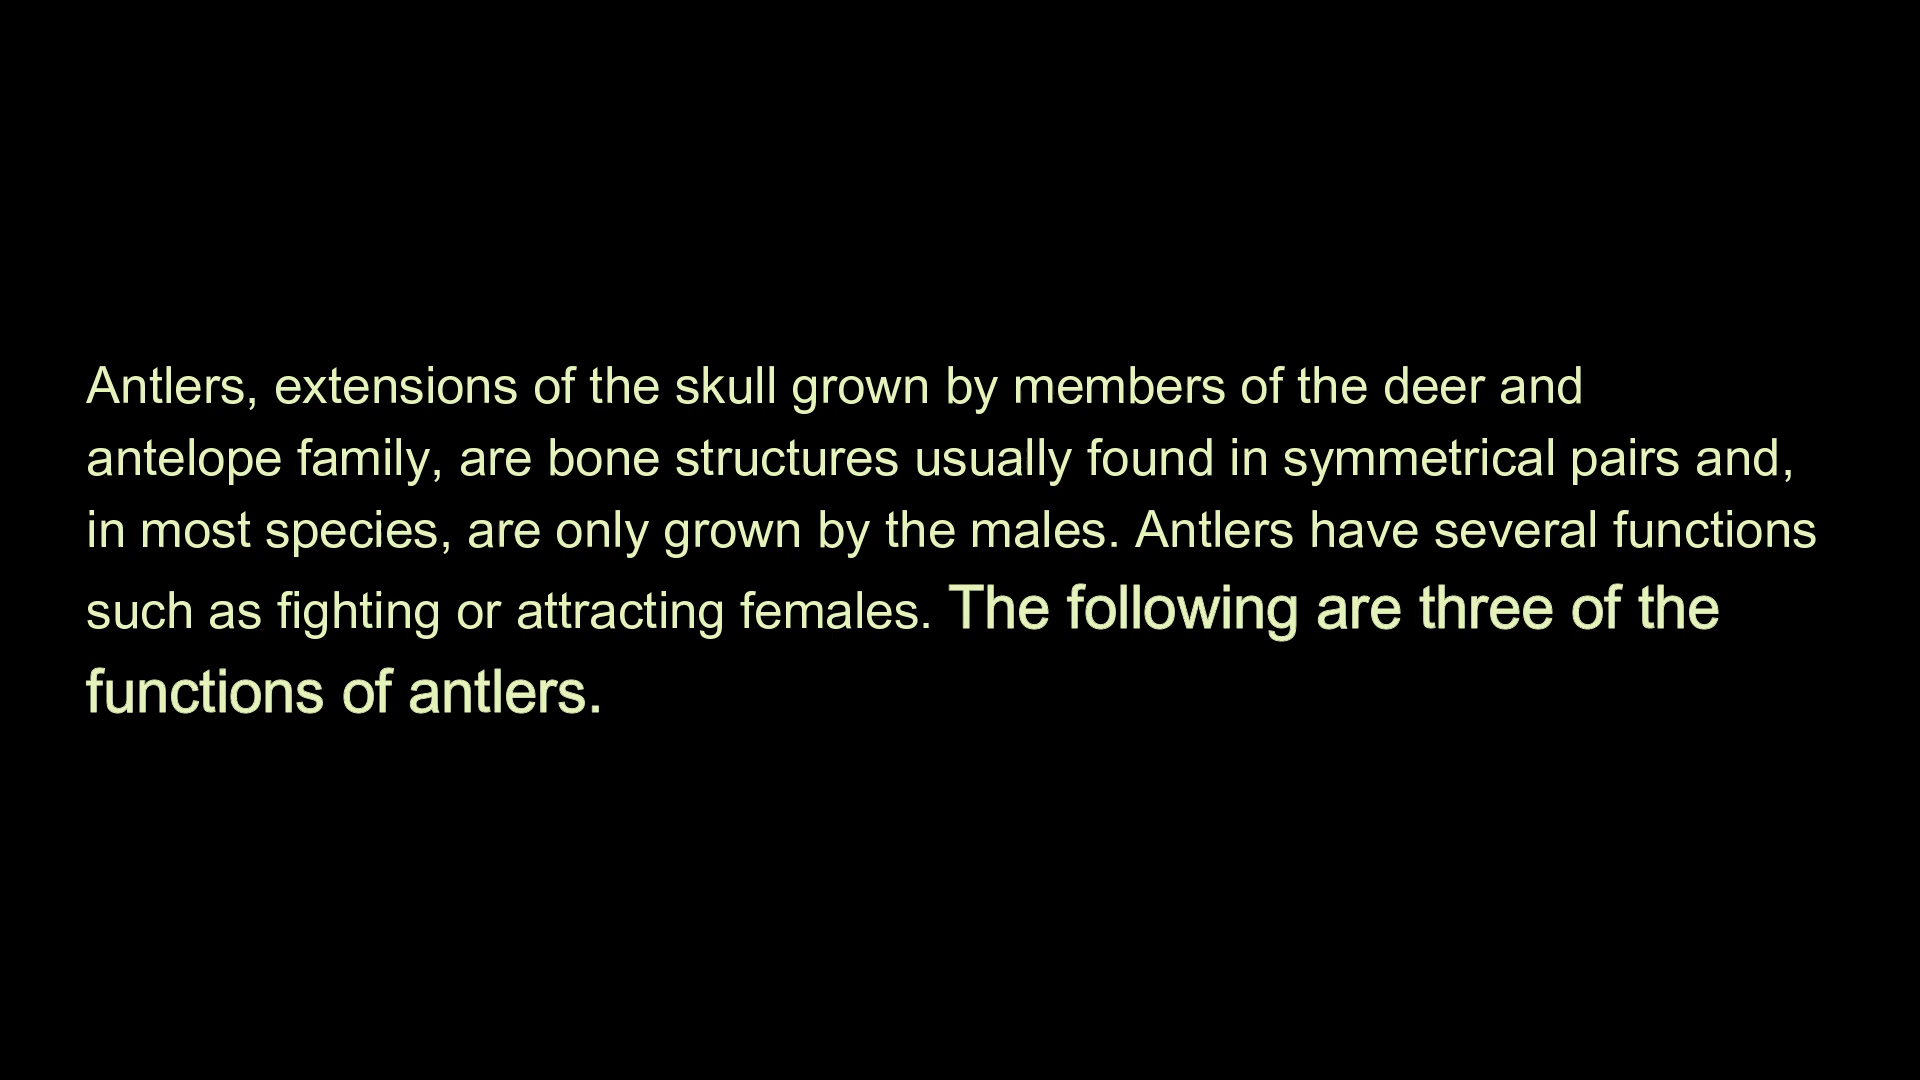 Antlers, extensions of the skull grown by members of the deer and
antelope family, are bone structures usually found in symmetrical pairs and,
in most species, are only grown by the males. Antlers have several functions
such as fighting or attracting females. The following are three of the
functions of antlers.